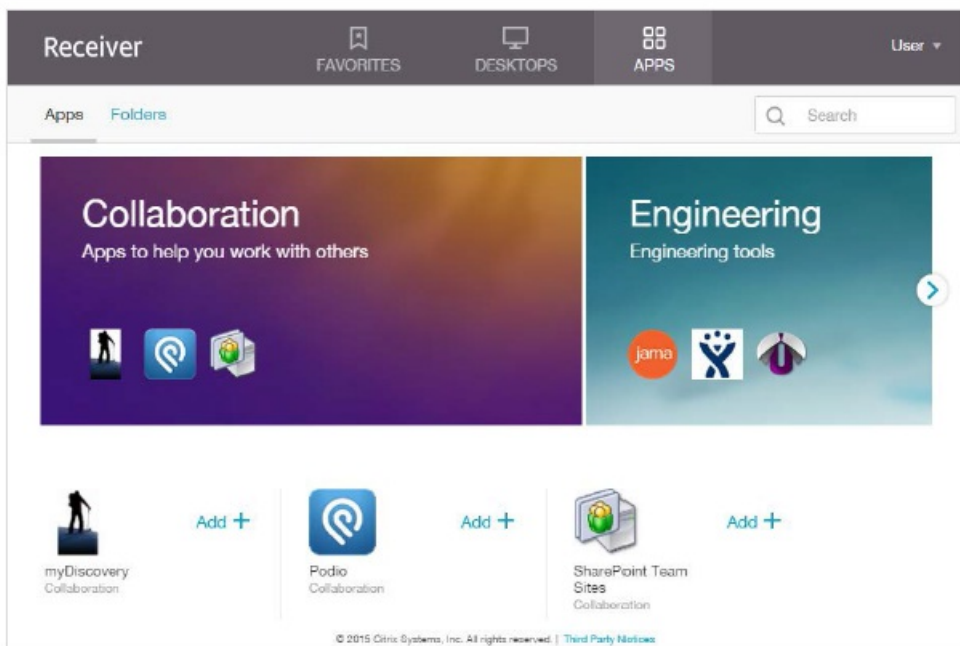 Receiver
FAVORITES
DESKTOPS
APPS
User
Apps
Folders
Search
Collaboration
Apps to help you work with others
Engineering
Engineering tools
jama
Add +
myDiscovery
Collaboration
Add +
Podio
Collaboration
Add +
SharePoint Team
Sites
Collaboration
© 2015 Citrix Systems, Inc. All rights reserved. | Third Party Notices